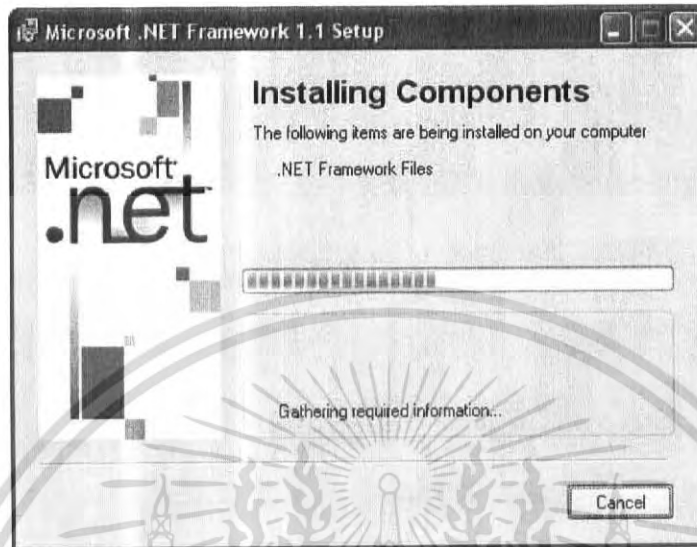 Microsoft .NET Framework 1.1 Setup
Installing Components
The following items are being installed on your computer
.NET Framework Files
Microsoft
.net
Gathering required information...
Cancel